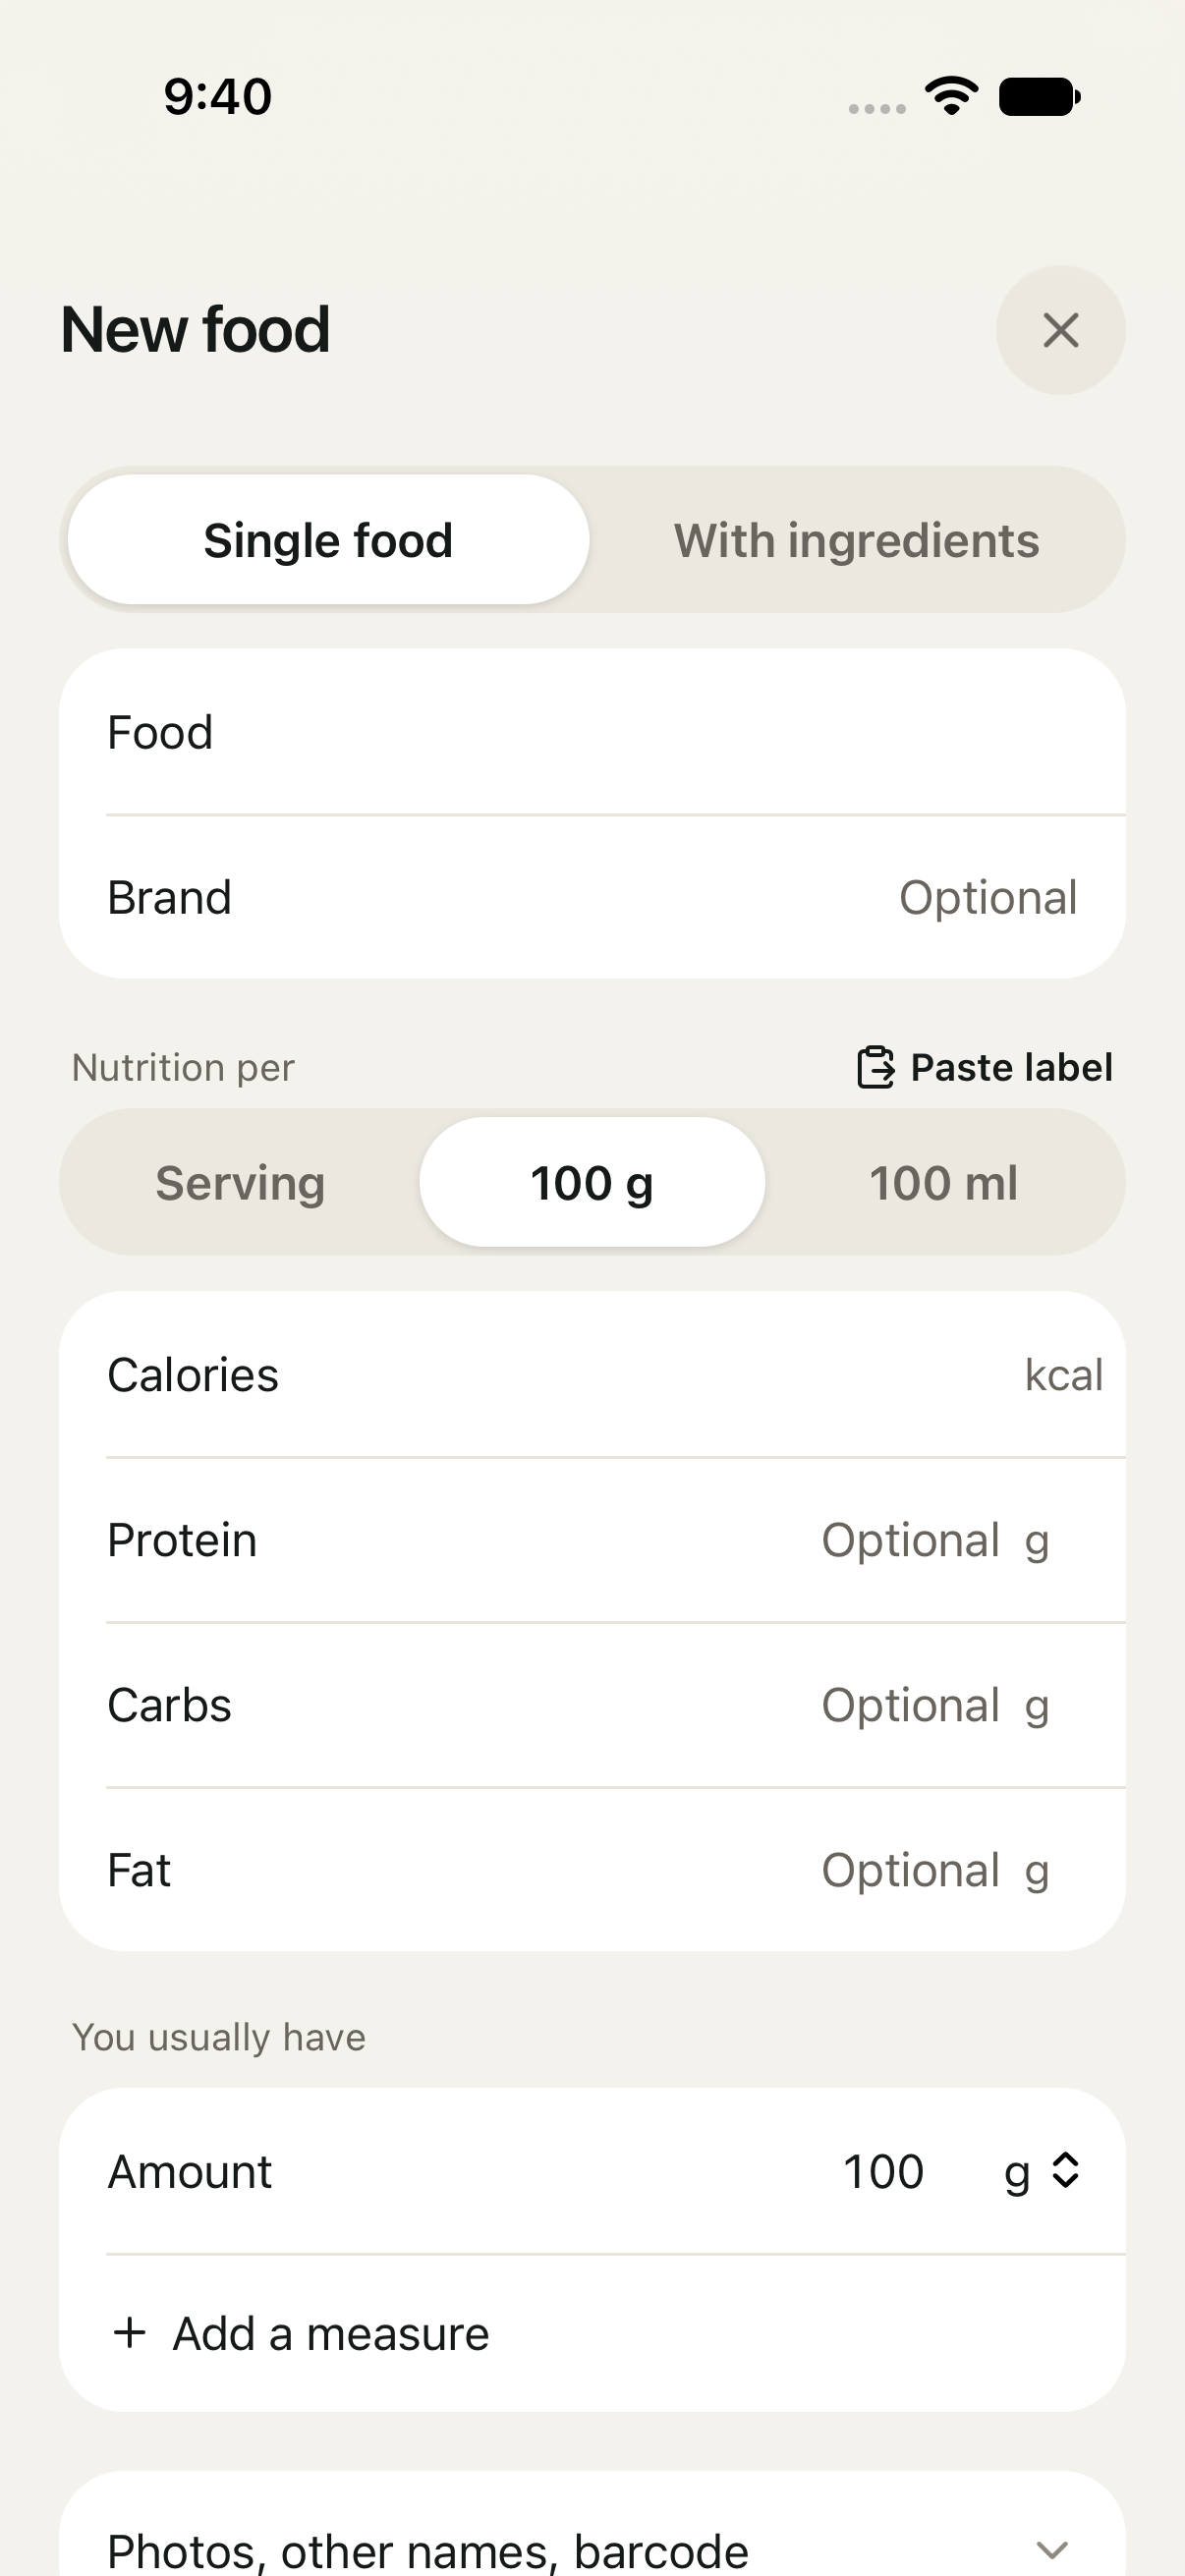 9:40
New food
Single food
With ingredients
Food
Brand Optional
Nutrition per
Paste label
Serving
100 g
100 ml
Calories kcal
Protein Optional g
Carbs Optional g
Fat Optional g
You usually have
Amount 100 g
+ Add a measure
Photos, other names, barcode